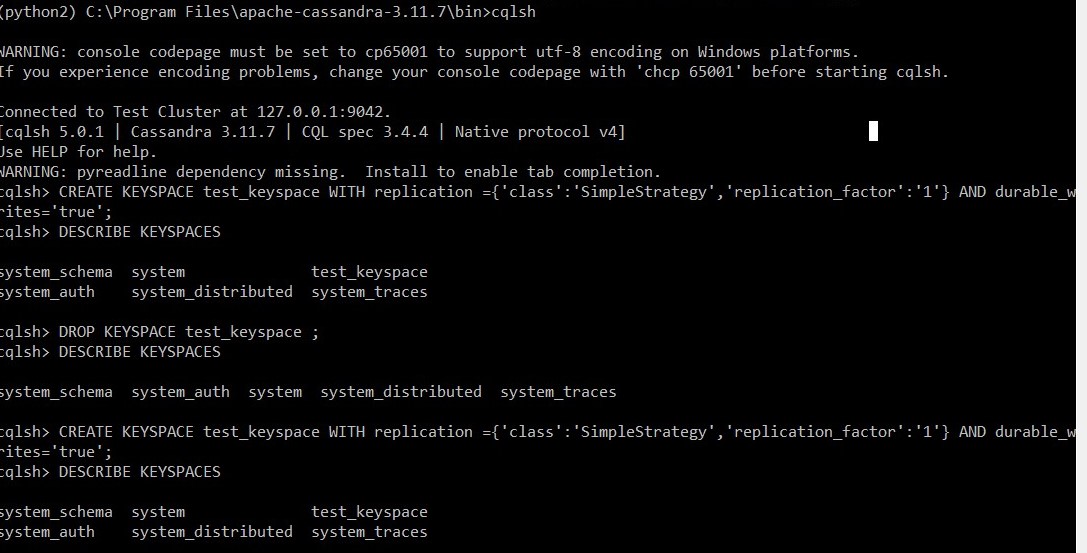 (python2) C:\Program Files\apache-cassandra-3.11.7\bin>cqlsh
WARNING: console codepage must be set to cp65001 to support utf-8 encoding on Windows platforms.
If you experience encoding problems, change your console codepage with 'chcp 65001' before starting cqlsh.
Connected to Test Cluster at 127.0.0.1:9042.
[cqlsh 5.0.1 | Cassandra 3.11.7 | CQL spec 3.4.4 | Native protocol v4]
Use HELP for help.
WARNING: pyreadline dependency missing.  Install to enable tab completion.
cqlsh> CREATE KEYSPACE test_keyspace WITH replication ={'class':'SimpleStrategy','replication_factor':'1'} AND durable_w
rites='true';
cqlsh> DESCRIBE KEYSPACES
system_schema  system              test_keyspace
system_auth    system_distributed  system_traces
cqlsh> DROP KEYSPACE test_keyspace ;
cqlsh> DESCRIBE KEYSPACES
system_schema  system_auth  system  system_distributed  system_traces
cqlsh> CREATE KEYSPACE test_keyspace WITH replication ={'class':'SimpleStrategy','replication_factor':'1'} AND durable_w
rites='true';
cqlsh> DESCRIBE KEYSPACES
system_schema  system              test_keyspace
system_auth    system_distributed  system_traces